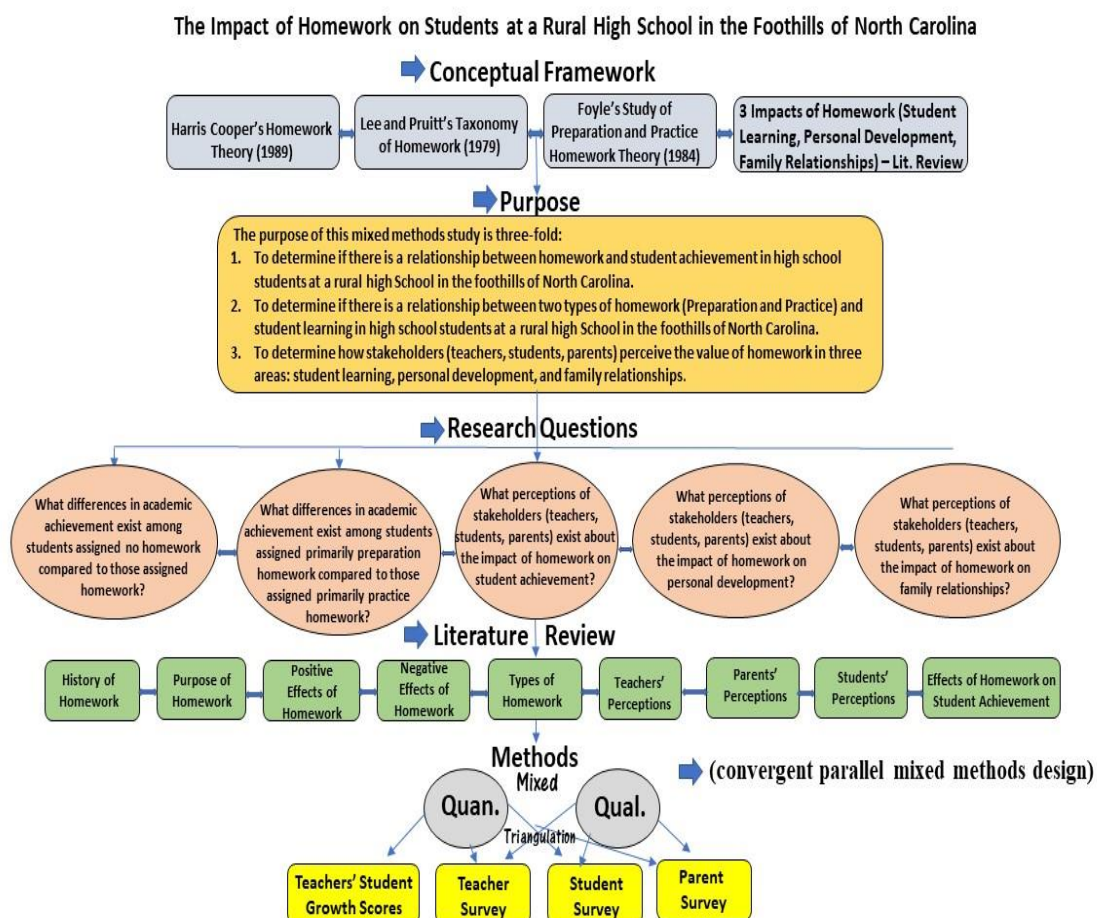 The Impact of Homework on Students at a Rural High School in the Foothills of North Carolina
Conceptual Framework
Harris Cooper's Homework
Theory (1989)
Lee and Pruitt's Taxonomy
of Homework (1979)
Foyle's Study of
Preparation and Practice
Homework Theory (1984)
3 Impacts of Homework (Student
Learning, Personal Development,
Family Relationships) – Lit. Review
Purpose
The purpose of this mixed methods study is three-fold:
1. To determine if there is a relationship between homework and student achievement in high school
students at a rural high School in the foothills of North Carolina.
2. To determine if there is a relationship between two types of homework (Preparation and Practice) and
student learning in high school students at a rural high School in the foothills of North Carolina.
3. To determine how stakeholders (teachers, students, parents) perceive the value of homework in three
areas: student learning, personal development, and family relationships.
Research Questions
What differences in academic
achievement exist among
students assigned no homework
compared to those assigned
homework?
What differences in academic
achievement exist among students
assigned primarily preparation
homework compared to those
assigned primarily practice
homework?
What perceptions of
stakeholders (teachers,
students, parents) exist about
the impact of homework on
student achievement?
What perceptions of
stakeholders (teachers,
students, parents) exist about
the impact of homework on
personal development?
What perceptions of
stakeholders (teachers,
students, parents) exist about
the impact of homework on
family relationships?
Literature Review
History of
Homework
Purpose of
Homework
Positive
Effects of
Homework
Negative
Effects of
Homework
Types of
Homework
Teachers'
Perceptions
Parents'
Perceptions
Students'
Perceptions
Effects of Homework on
Student Achievement
Methods
Mixed
(convergent parallel mixed methods design)
Quan.
Qual.
Triangulation
Teachers' Student
Growth Scores
Teacher
Survey
Student
Survey
Parent
Survey